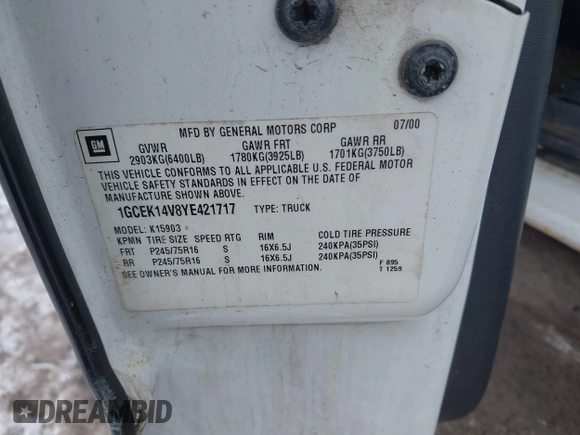 MFD BY GENERAL MOTORS CORP 07/00
GM GVWR GAWR FRT GAWR RR
2903KG(6400LB) 1780KG(3925LB) 1701KG(3750LB)
THIS VEHICLE CONFORMS TO ALL APPLICABLE U.S. FEDERAL MOTOR
VEHICLE SAFETY STANDARDS IN EFFECT ON THE DATE OF
MANUFACTURE SHOWN ABOVE.
1GCEK14V8YE421717 TYPE: TRUCK
MODEL: K15903
KPMN TIRE SIZE SPEED RTG RIM COLD TIRE PRESSURE
FRT P245/75R16 S 16X6.5J 240KPA(35PSI)
RR P245/75R16 S 16X6.5J 240KPA(35PSI)
SEE OWNER'S MANUAL FOR MORE INFORMATION.
F 895
T 1259
DREAMBID